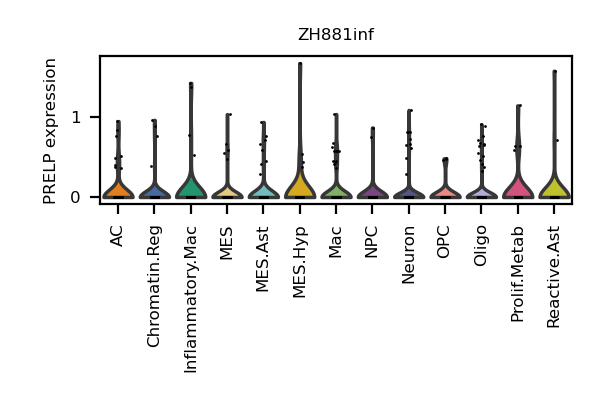 ZH881inf
PRELP expression
1
0
AC
Chromatin.Reg
Inflammatory.Mac
MES
MES.Ast
MES.Hyp
Mac
NPC
Neuron
OPC
Oligo
Prolif.Metab
Reactive.Ast